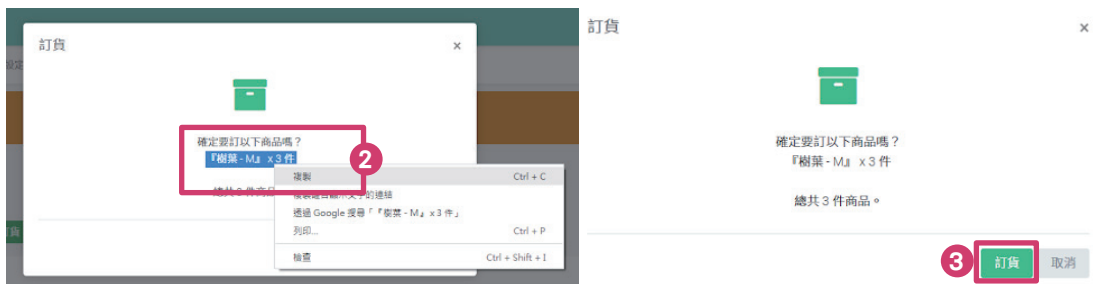 訂貨 ×
確定要訂以下商品嗎？
『樹葉 - M』 x 3 件
2
複製 Ctrl + C
透過 Google 搜尋「『樹葉 - M』 x 3 件」
列印... Ctrl + P
檢查 Ctrl + Shift + I
訂貨 ×
確定要訂以下商品嗎？
『樹葉 - M』 x 3 件
總共 3 件商品。
3 訂貨 取消